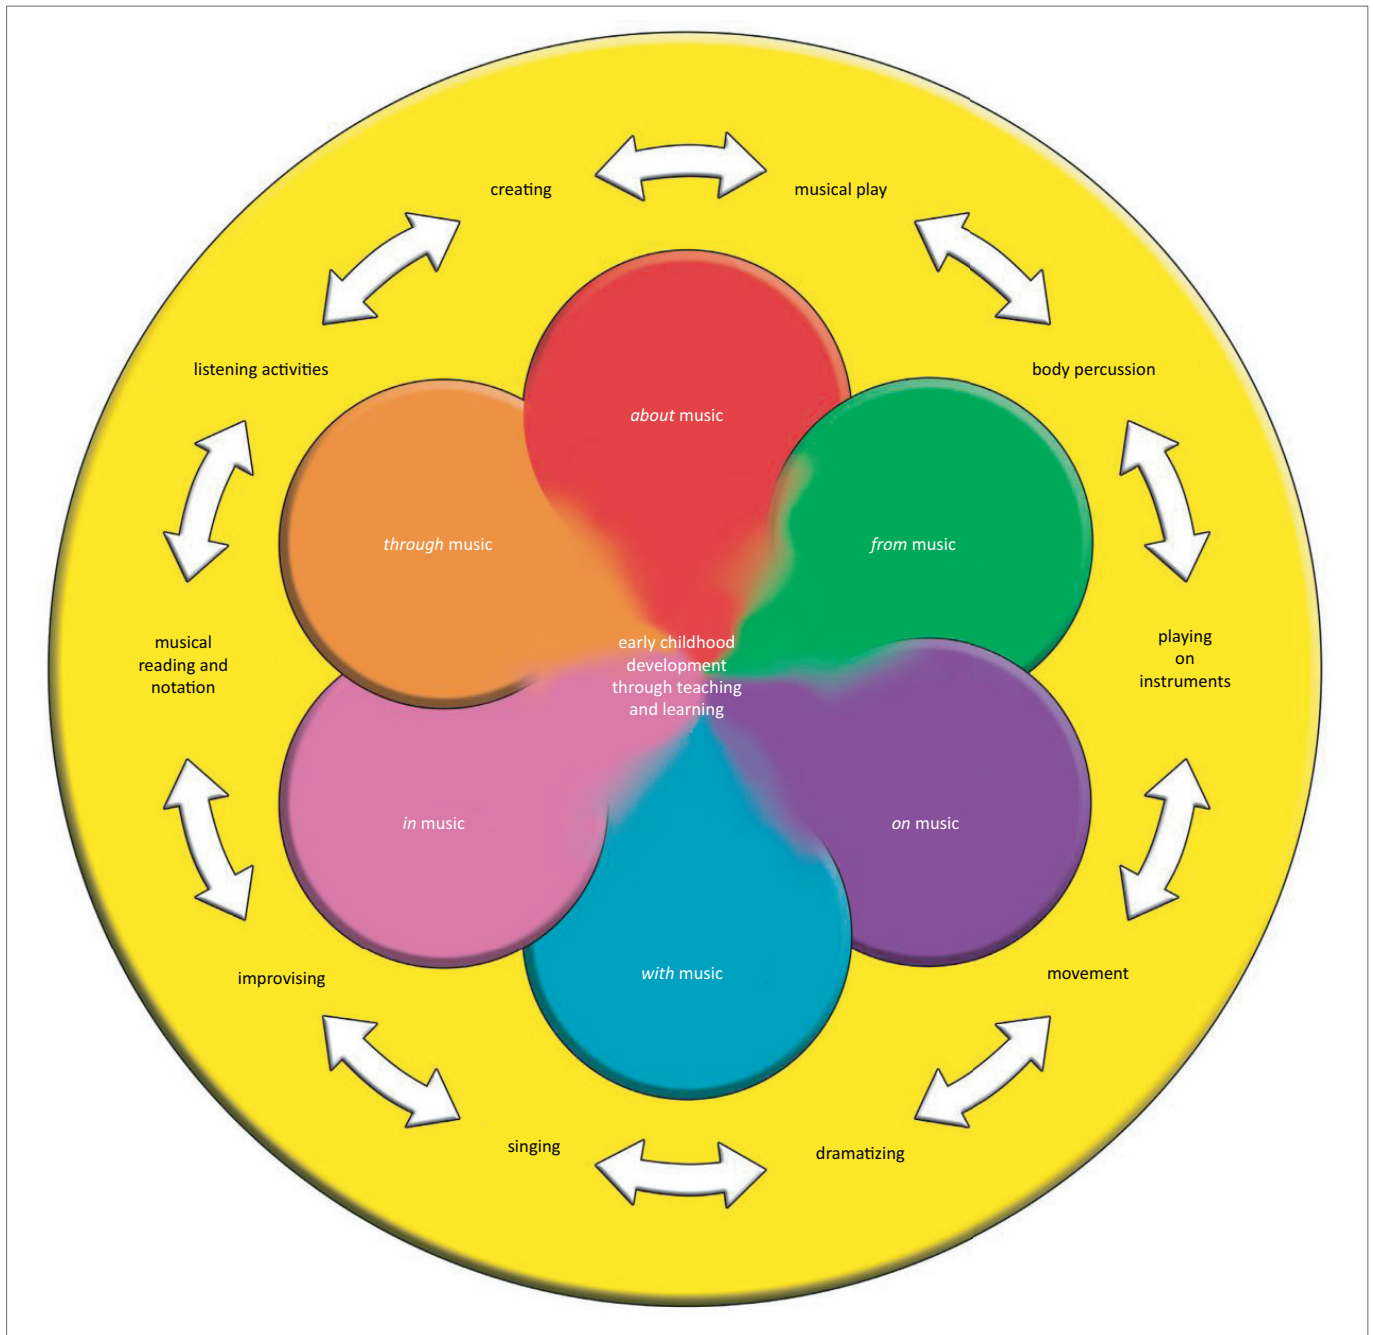 creating
musical play
listening activities
body percussion
about music
through music
from music
musical
reading and
notation
early childhood
development
through teaching
and learning
playing
on
instruments
in music
on music
improvising
with music
movement
singing
dramatizing